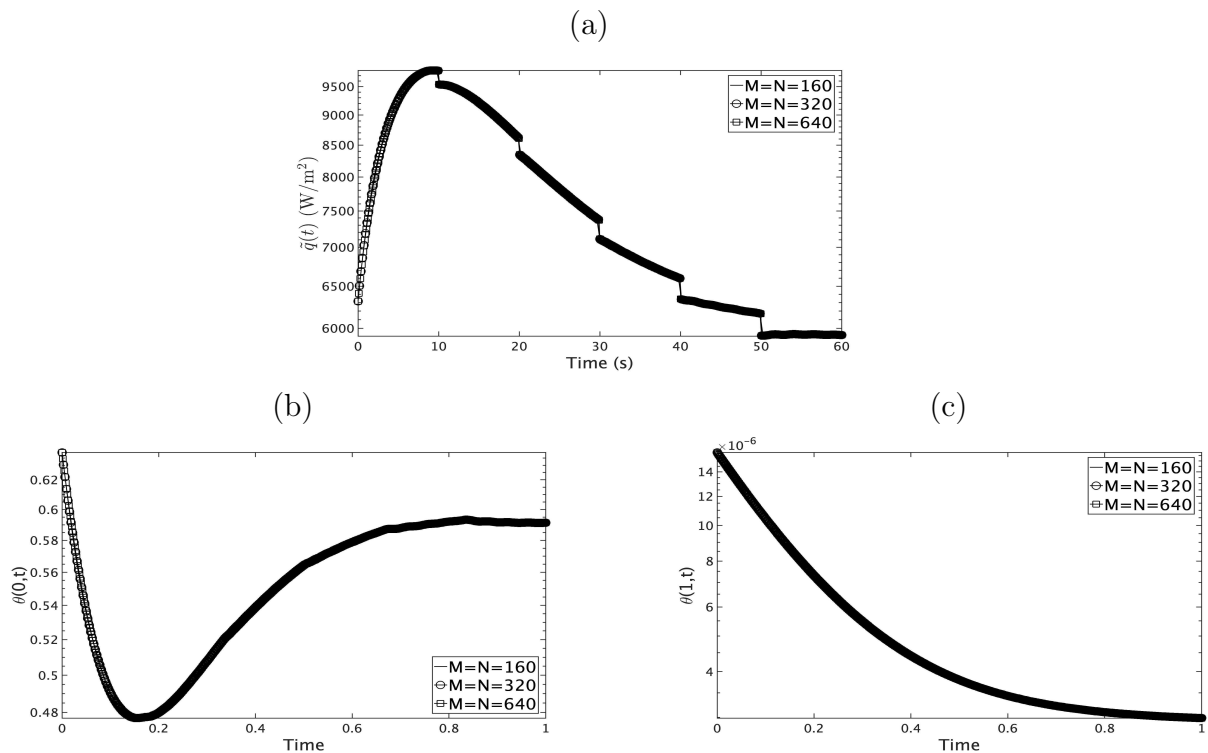 (a)
9500
9000
8500
8000
7500
7000
6500
6000
q̃(t) (W/m²)
M=N=160
M=N=320
M=N=640
0 10 20 30 40 50 60
Time (s)
(b)
0.62
0.6
0.58
0.56
0.54
0.52
0.5
0.48
θ(0,t)
M=N=160
M=N=320
M=N=640
0 0.2 0.4 0.6 0.8 1
Time
(c)
×10⁻⁶
14
12
10
8
6
4
θ(1,t)
M=N=160
M=N=320
M=N=640
0 0.2 0.4 0.6 0.8 1
Time